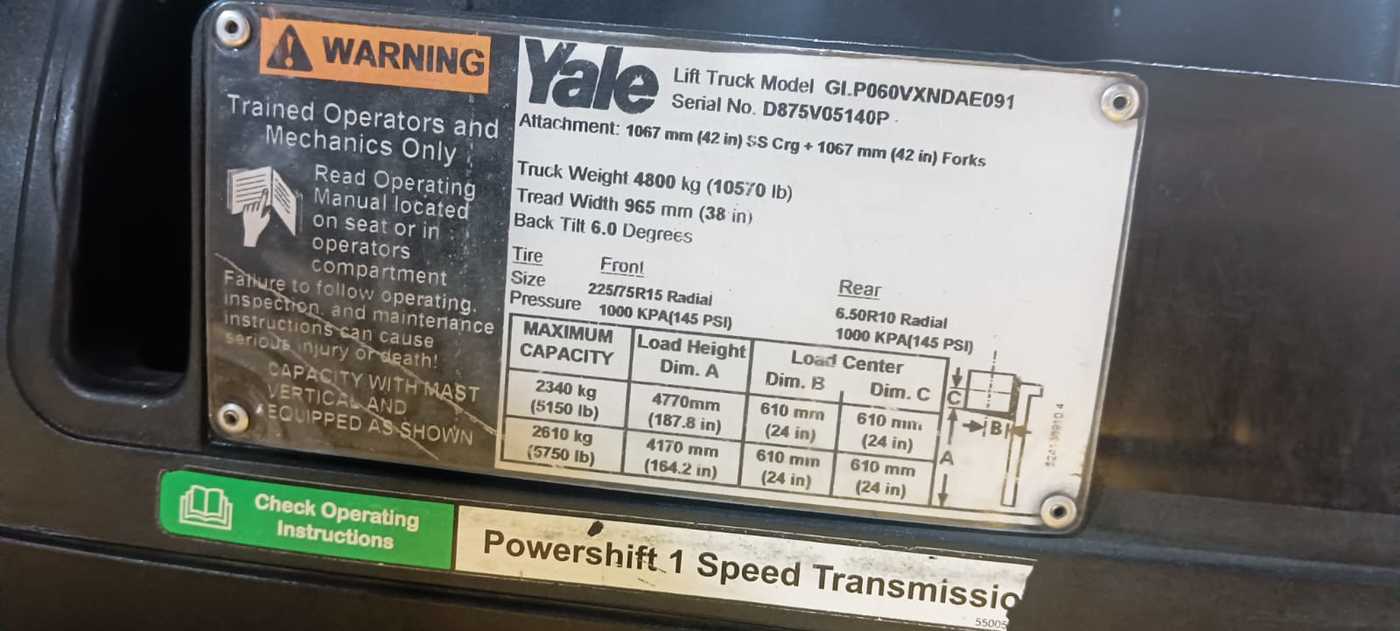 WARNING
Trained Operators and
Mechanics Only
Read Operating
Manual located
on seat or in
operators
compartment
Failure to follow operating,
inspection, and maintenance
instructions can cause
serious injury or death!
CAPACITY WITH MAST
VERTICAL AND
EQUIPPED AS SHOWN
Yale
Lift Truck Model GLP060VXNDAE091
Serial No. D875V05140P
Attachment: 1067 mm (42 in) SS Crg + 1067 mm (42 in) Forks
Truck Weight 4800 kg (10570 lb)
Tread Width 965 mm (38 in)
Back Tilt 6.0 Degrees
Tire Front Rear
Size 225/75R15 Radial 6.50R10 Radial
Pressure 1000 KPA(145 PSI) 1000 KPA(145 PSI)
MAXIMUM CAPACITY Load Height Dim. A Load Center Dim. B Dim. C
2340 kg 4770mm 610 mm 610 mm
(5150 lb) (187.8 in) (24 in) (24 in)
2610 kg 4170 mm 610 mm 610 mm
(5750 lb) (164.2 in) (24 in) (24 in)
C
B
A
Check Operating
Instructions
Powershift 1 Speed Transmissio
55005